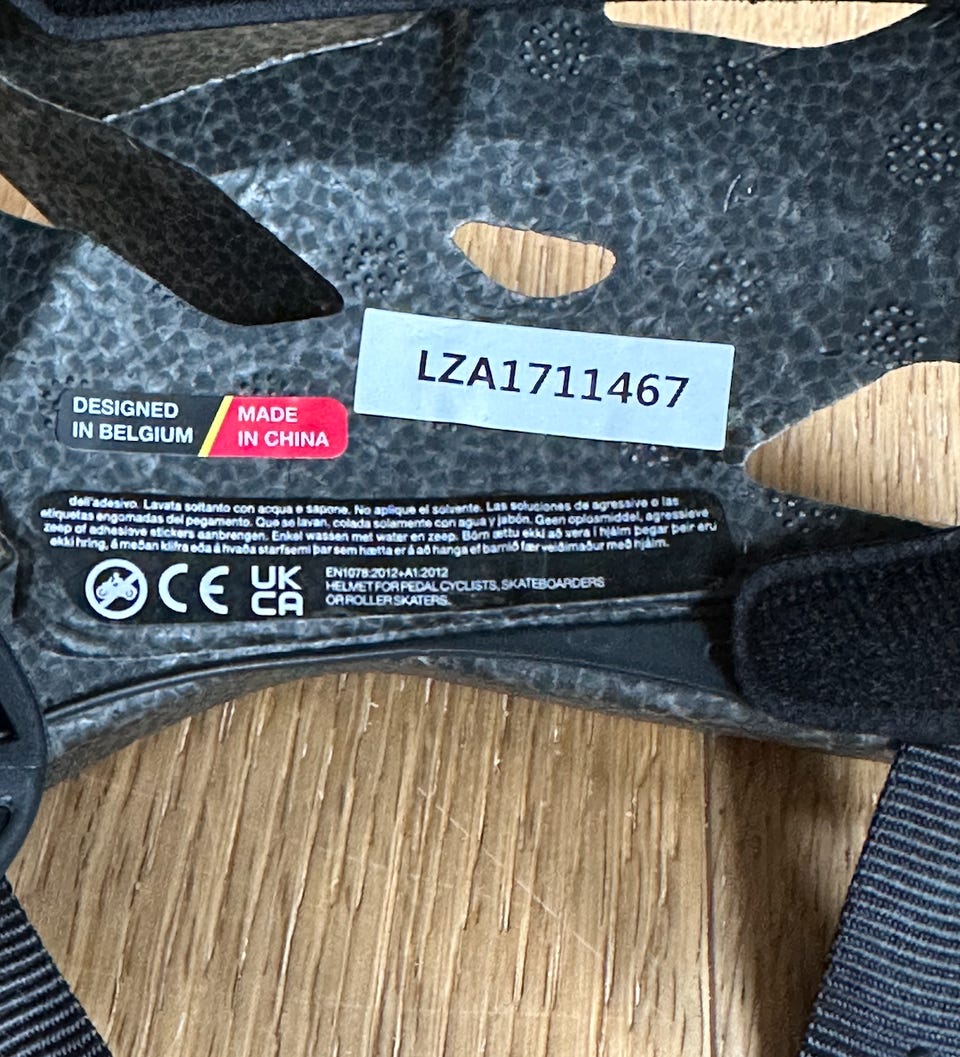 LZA1711467
DESIGNED
IN BELGIUM
MADE
IN CHINA
dell'adesivo. Lavata soltanto con acqua e sapone. No aplique el solvente. Las soluciones de agressive o las
etiquetas engomadas del pegamento. Que se lavan, colada solamente con agua y jabón. Geen oplosmiddel, agressieve
zeep of adhesieve stickers aanbrengen. Enkel wassen met water en zeep. Börn ættu ekki að vera í hjálm þegar þeir eru
ekki hring, á meðan klifra eða á hvaða starfsemi þar sem hætta er á að hanga ef barnið fær veiðimaður með hjálm.
CE
UK
CA
EN1078:2012+A1:2012
HELMET FOR PEDAL CYCLISTS, SKATEBOARDERS
OR ROLLER SKATERS.